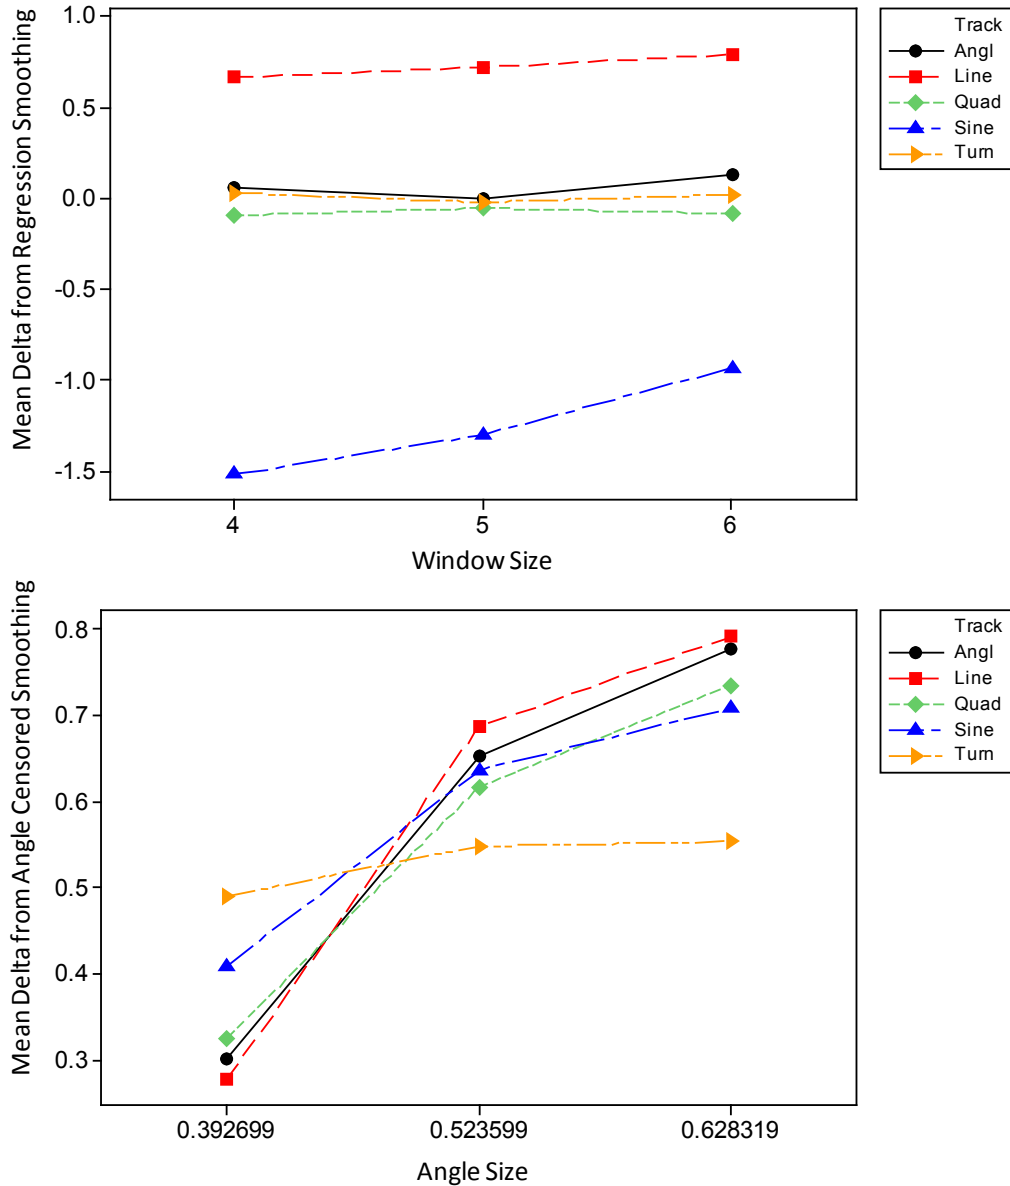 Mean Delta from Regression Smoothing
1.0
0.5
0.0
-0.5
-1.0
-1.5
4
5
6
Window Size
Track
Angl
Line
Quad
Sine
Turn
Mean Delta from Angle Censored Smoothing
0.8
0.7
0.6
0.5
0.4
0.3
0.392699
0.523599
0.628319
Angle Size
Track
Angl
Line
Quad
Sine
Turn